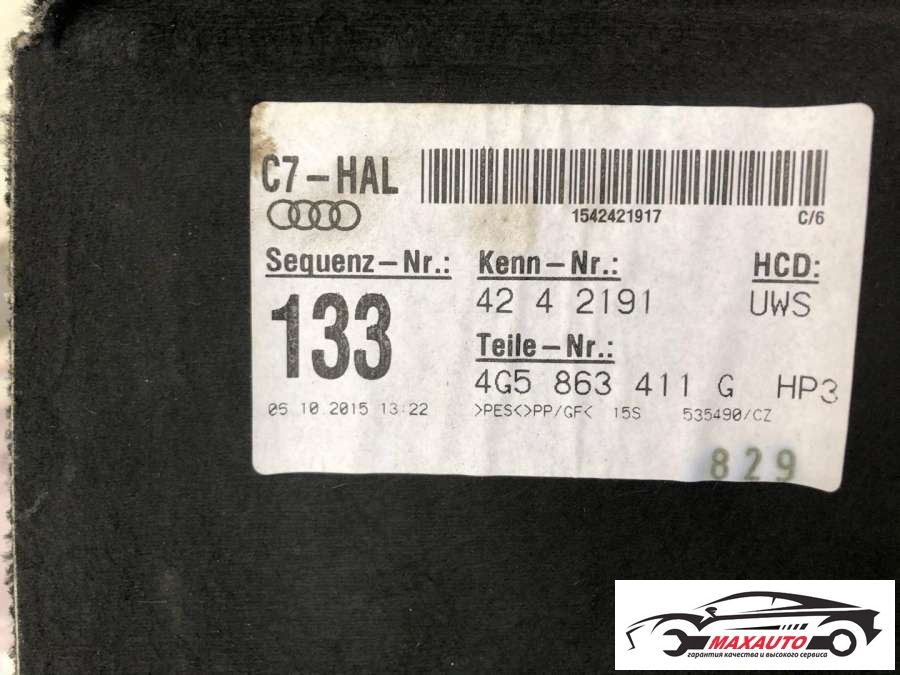 C7-HAL
1542421917 C/6
Sequenz-Nr.: Kenn-Nr.: HCD:
133 42 4 2191 UWS
Teile-Nr.:
4G5 863 411 G HP3
05 10.2015 13:22 >PES<>PP/GF< 15S 535490/CZ
829
MAXAUTO
гарантия качества и высокого сервиса